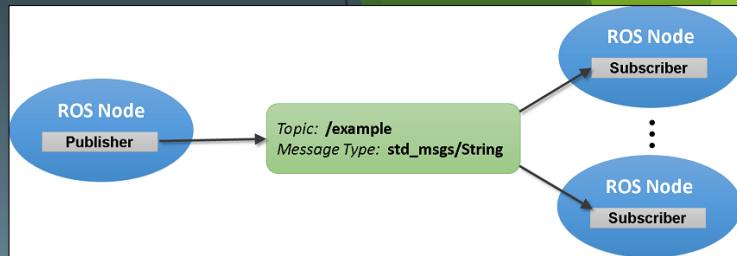 ROS Node
Publisher
Topic: /example
Message Type: std_msgs/String
ROS Node
Subscriber
ROS Node
Subscriber